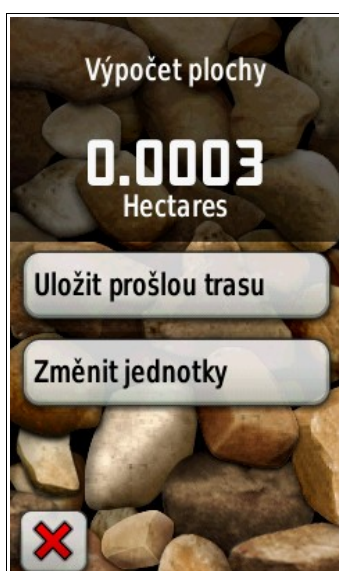 Výpočet plochy
0.0003
Hectares
Uložit prošlou trasu
Změnit jednotky